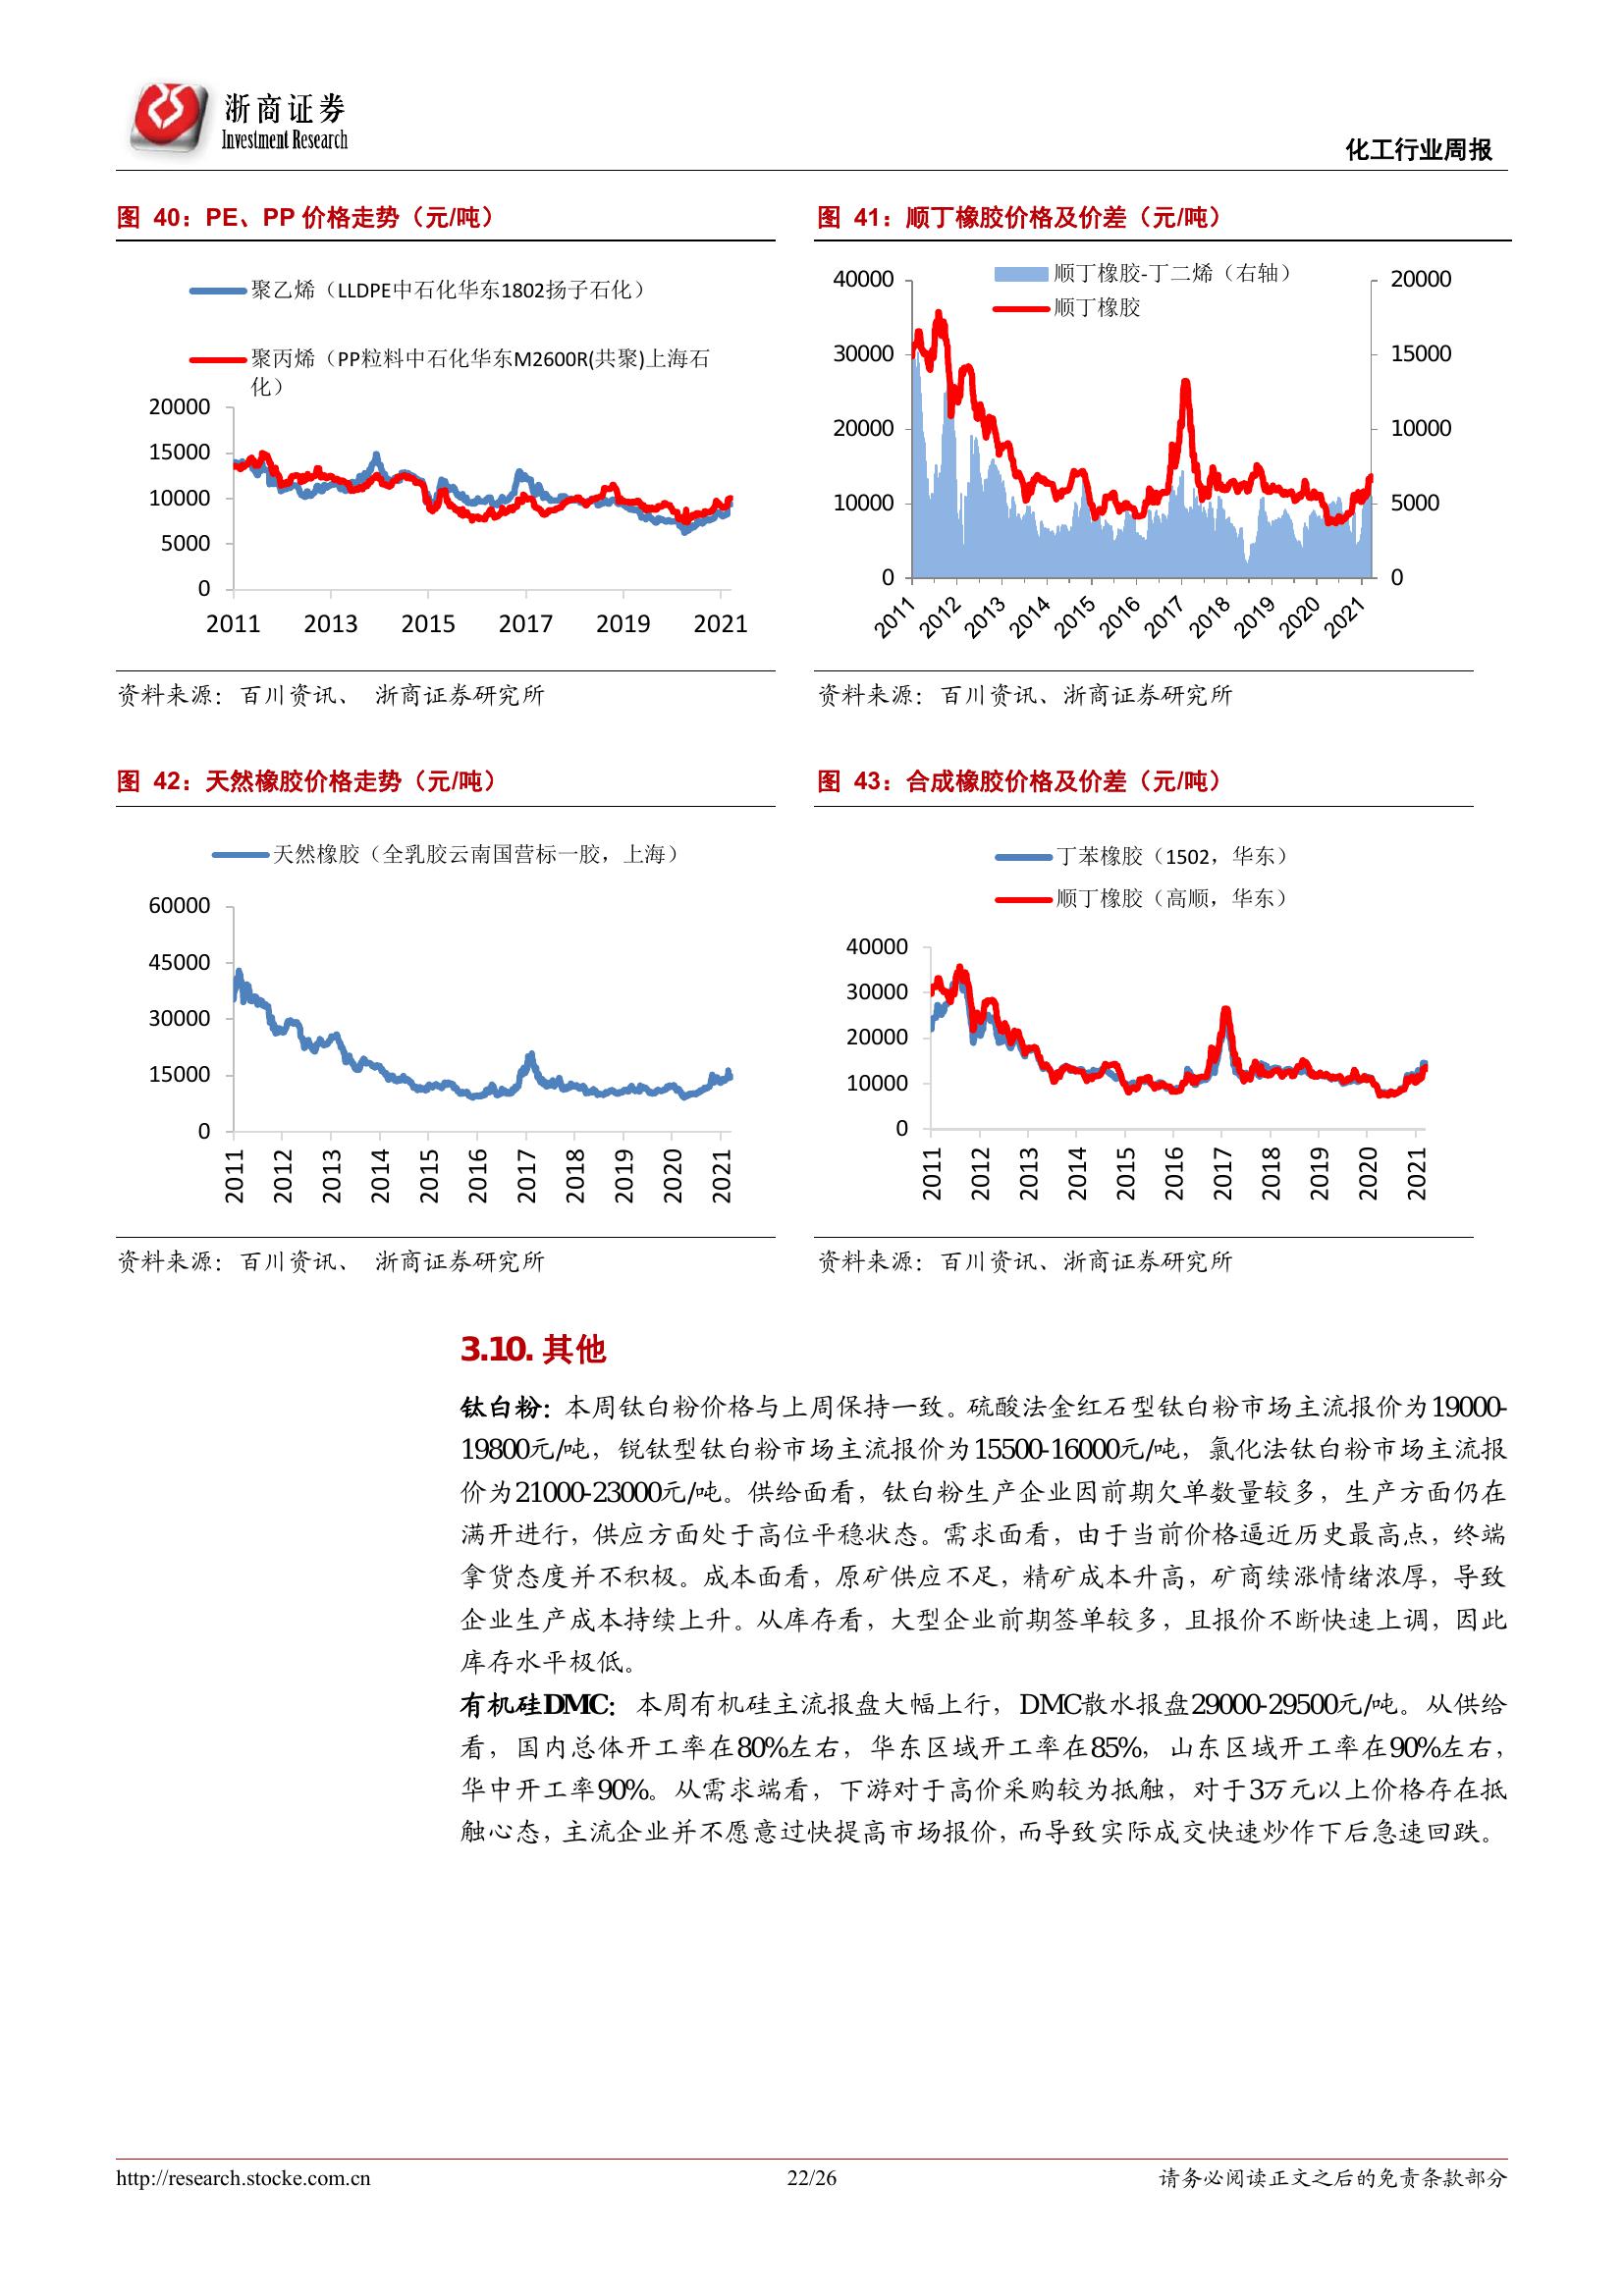 浙商证券
Investment Research
化工行业周报
图 40：PE、PP 价格走势（元/吨）
聚乙烯（LLDPE中石化华东1802扬子石化）
聚丙烯（PP粒料中石化华东M2600R(共聚)上海石
化）
20000
15000
10000
5000
0
2011 2013 2015 2017 2019 2021
资料来源：百川资讯、 浙商证券研究所
图 41：顺丁橡胶价格及价差（元/吨）
顺丁橡胶-丁二烯（右轴）
顺丁橡胶
40000
30000
20000
10000
0
20000
15000
10000
5000
0
2011 2012 2013 2014 2015 2016 2017 2018 2019 2020 2021
资料来源：百川资讯、浙商证券研究所
图 42：天然橡胶价格走势（元/吨）
天然橡胶（全乳胶云南国营标一胶，上海）
60000
45000
30000
15000
0
2011 2012 2013 2014 2015 2016 2017 2018 2019 2020 2021
资料来源：百川资讯、 浙商证券研究所
图 43：合成橡胶价格及价差（元/吨）
丁苯橡胶（1502，华东）
顺丁橡胶（高顺，华东）
40000
30000
20000
10000
0
2011 2012 2013 2014 2015 2016 2017 2018 2019 2020 2021
资料来源：百川资讯、浙商证券研究所
3.10. 其他
钛白粉：本周钛白粉价格与上周保持一致。硫酸法金红石型钛白粉市场主流报价为19000-
19800元/吨，锐钛型钛白粉市场主流报价为15500-16000元/吨，氯化法钛白粉市场主流报
价为21000-23000元/吨。供给面看，钛白粉生产企业因前期欠单数量较多，生产方面仍在
满开进行，供应方面处于高位平稳状态。需求面看，由于当前价格逼近历史最高点，终端
拿货态度并不积极。成本面看，原矿供应不足，精矿成本升高，矿商续涨情绪浓厚，导致
企业生产成本持续上升。从库存看，大型企业前期签单较多，且报价不断快速上调，因此
库存水平极低。
有机硅DMC：本周有机硅主流报盘大幅上行，DMC散水报盘29000-29500元/吨。从供给
看，国内总体开工率在80%左右，华东区域开工率在85%，山东区域开工率在90%左右，
华中开工率90%。从需求端看，下游对于高价采购较为抵触，对于3万元以上价格存在抵
触心态，主流企业并不愿意过快提高市场报价，而导致实际成交快速炒作下后急速回跌。
http://research.stocke.com.cn
22/26
请务必阅读正文之后的免责条款部分